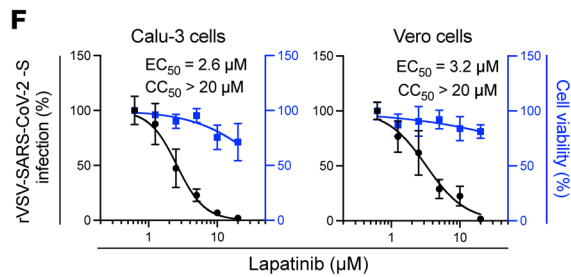 F
Calu-3 cells
Vero cells
EC50 = 2.6 µM
CC50 > 20 µM
EC50 = 3.2 µM
CC50 > 20 µM
rVSV-SARS-CoV-2 -S
infection (%)
150
100
50
0
150
100
50
0
150
100
50
0
150
100
50
0
Cell viability (%)
1
10
1
10
Lapatinib (µM)